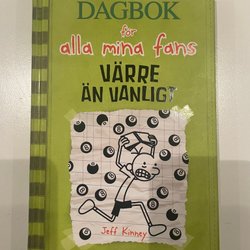 DAGBOK
för
alla mina fans
VÄRRE
ÄN VANLIGT
Jeff Kinney